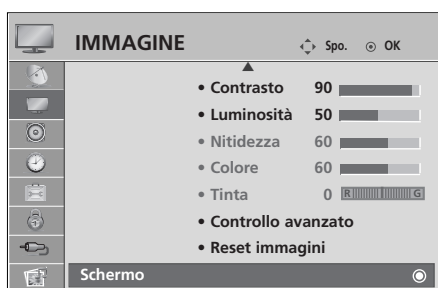 IMMAGINE Spo. OK
• Contrasto 90
• Luminosità 50
• Nitidezza 60
• Colore 60
• Tinta 0 R G
• Controllo avanzato
• Reset immagini
Schermo